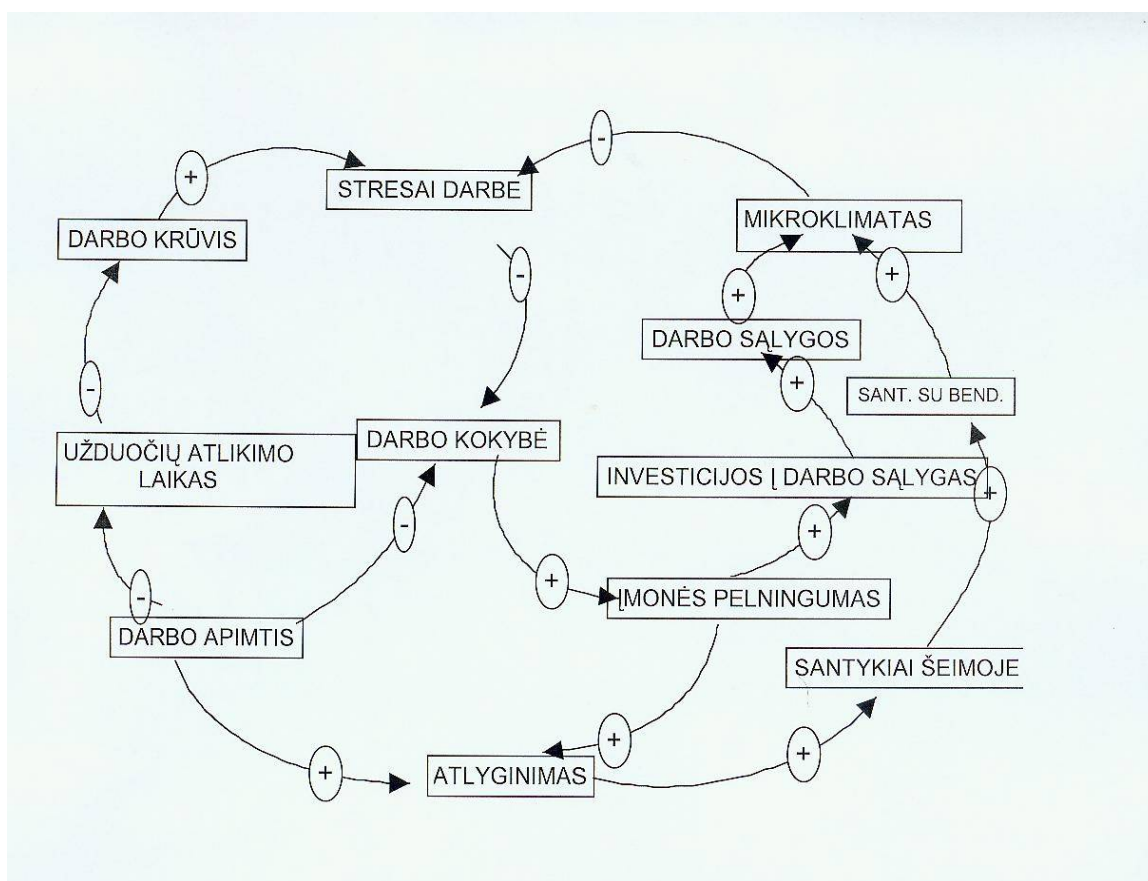 -
+
STRESAI DARBE
DARBO KRŪVIS
MIKROKLIMATAS
-
+
+
DARBO SĄLYGOS
-
+
SANT. SU BEND.
DARBO KOKYBĖ
UŽDUOČIŲ ATLIKIMO
LAIKAS
INVESTICIJOS Į DARBO SĄLYGAS
+
-
+
-
+
ĮMONĖS PELNINGUMAS
DARBO APIMTIS
SANTYKIAI ŠEIMOJE
+
+
+
ATLYGINIMAS